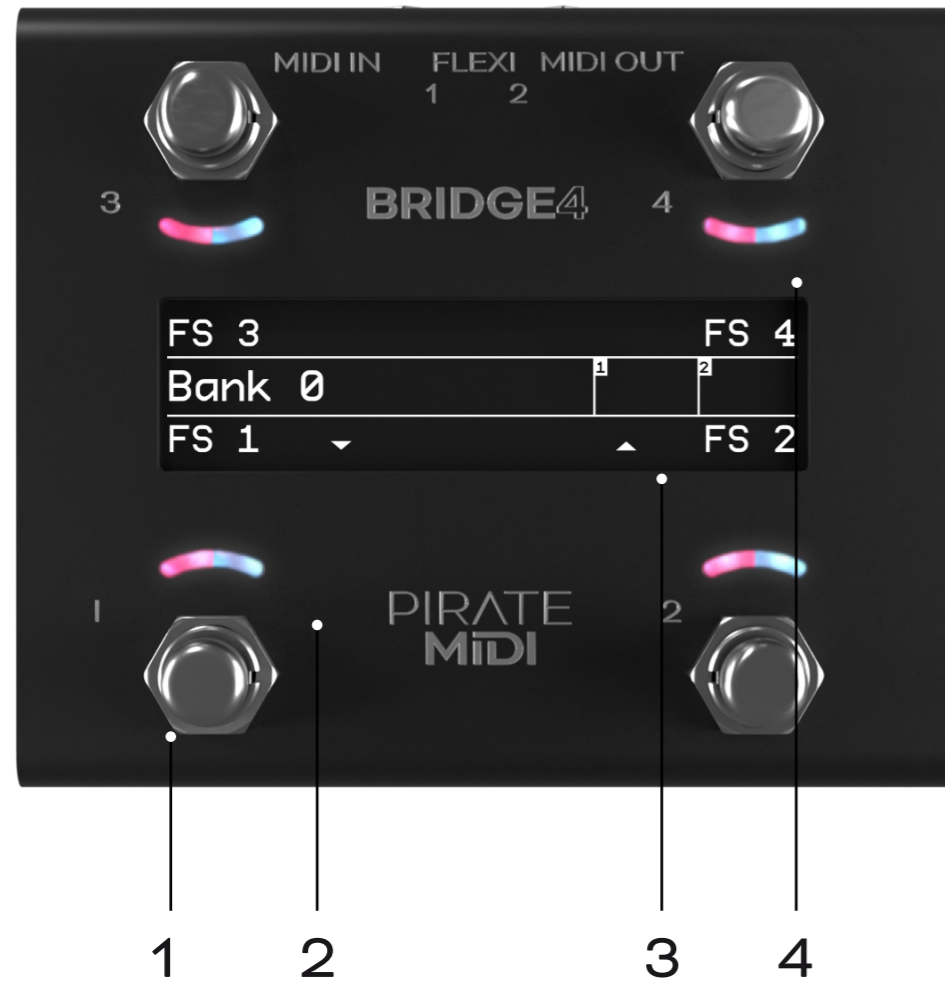 MIDI IN FLEXI MIDI OUT
1 2
3 BRIDGE4 4
FS 3 FS 4
Bank 0 1 2
FS 1 FS 2
1 PIRATE 2
MiDI
1 2 3 4